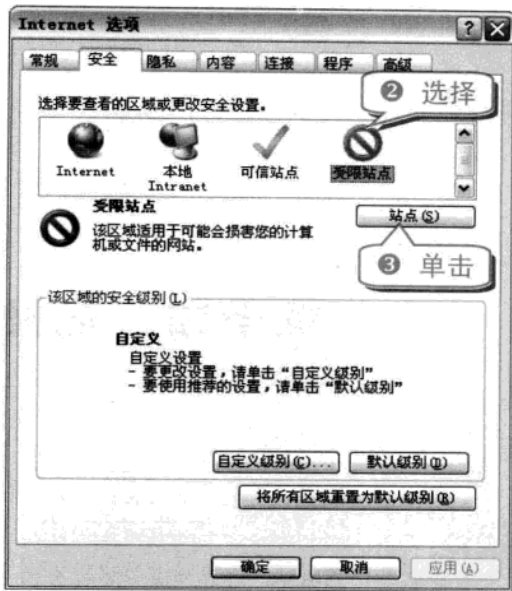 Internet 选项
常规 安全 隐私 内容 连接 程序 高级
❷ 选择
选择要查看的区域或更改安全设置。
Internet 本地 Intranet 可信站点 受限站点
受限站点
该区域适用于可能会损害您的计算
机或文件的网站。
站点(S)
❸ 单击
该区域的安全级别(L)
自定义
自定义设置
- 要更改设置，请单击“自定义级别”
- 要使用推荐的设置，请单击“默认级别”
自定义级别(C)... 默认级别(D)
将所有区域重置为默认级别(R)
确定 取消 应用(A)